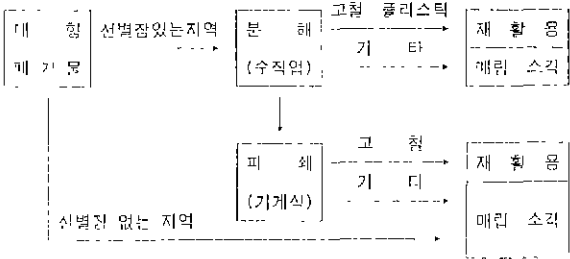 고철 플리스틱
대 형 선별장있는지역 분 해 재 활 용
기 타
폐 기 물 (수작업) 매립 소각
고 철
파 쇄 재 활 용
기 타
(기계식)
선별장 없는 지역 매립 소각